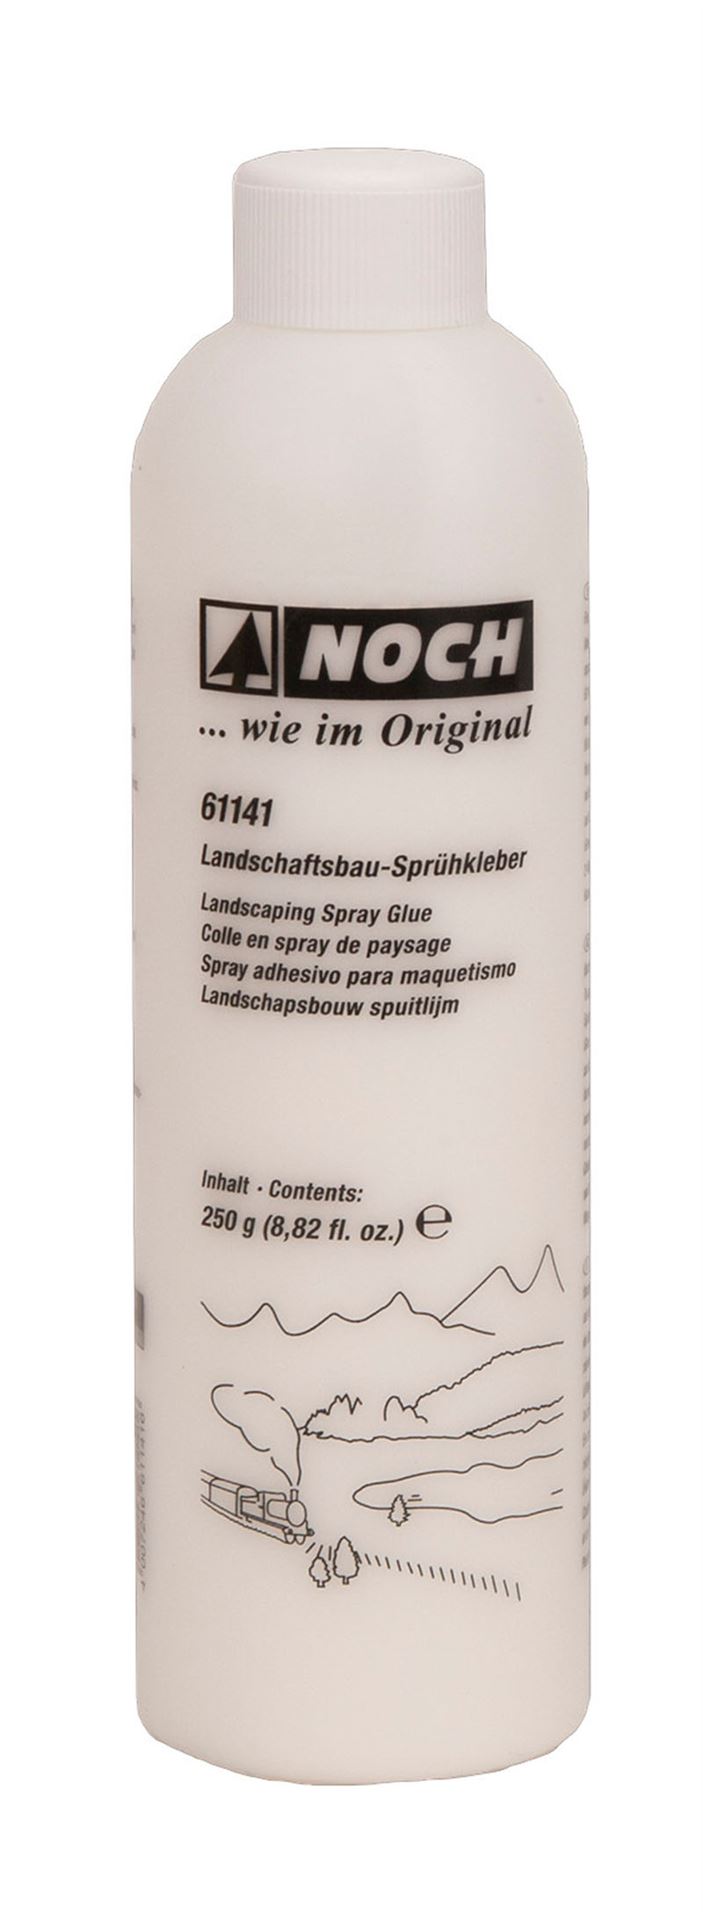 NOCH
... wie im Original
61141
Landschaftsbau-Sprühkleber
Landscaping Spray Glue
Colle en spray de paysage
Spray adhesivo para maquetismo
Landschapsbouw spuitlijm
Inhalt · Contents:
250 g (8,82 fl. oz.) ℮